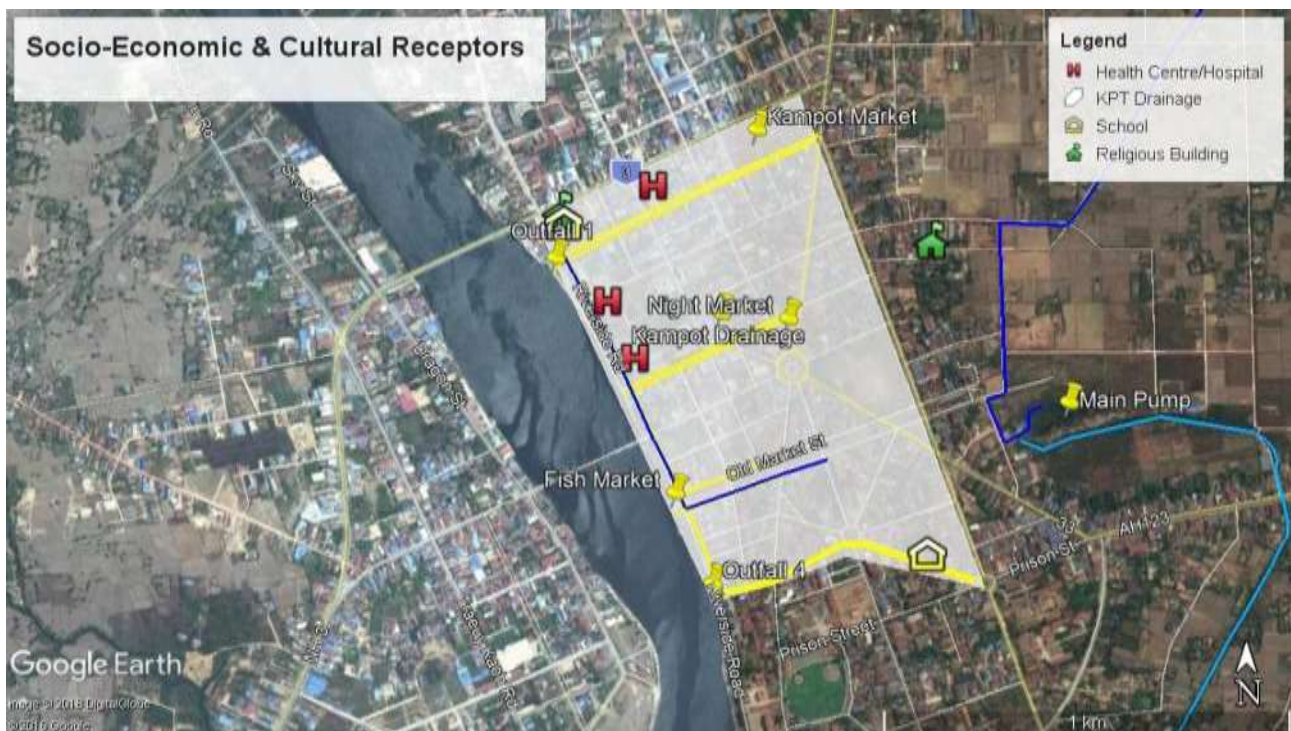 Socio-Economic & Cultural Receptors
Legend
Health Centre/Hospital
KPT Drainage
School
Religious Building
Kampot Market
3
Outfall 1
Riverside Rd
Night Market
Kampot Drainage
Main Pump
Old Market St
Fish Market
33
AH123
Prison St
Outfall 4
Riverside Road
Prison Street
Google Earth
N
1 km